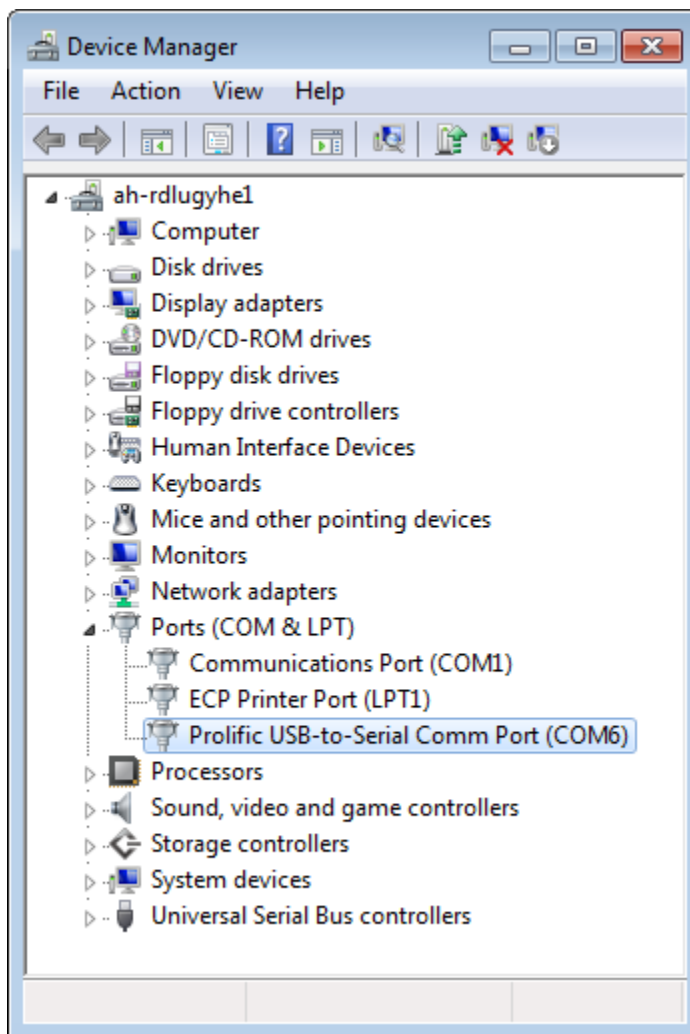 Device Manager
File Action View Help
ah-rdlugyhe1
Computer
Disk drives
Display adapters
DVD/CD-ROM drives
Floppy disk drives
Floppy drive controllers
Human Interface Devices
Keyboards
Mice and other pointing devices
Monitors
Network adapters
Ports (COM & LPT)
Communications Port (COM1)
ECP Printer Port (LPT1)
Prolific USB-to-Serial Comm Port (COM6)
Processors
Sound, video and game controllers
Storage controllers
System devices
Universal Serial Bus controllers